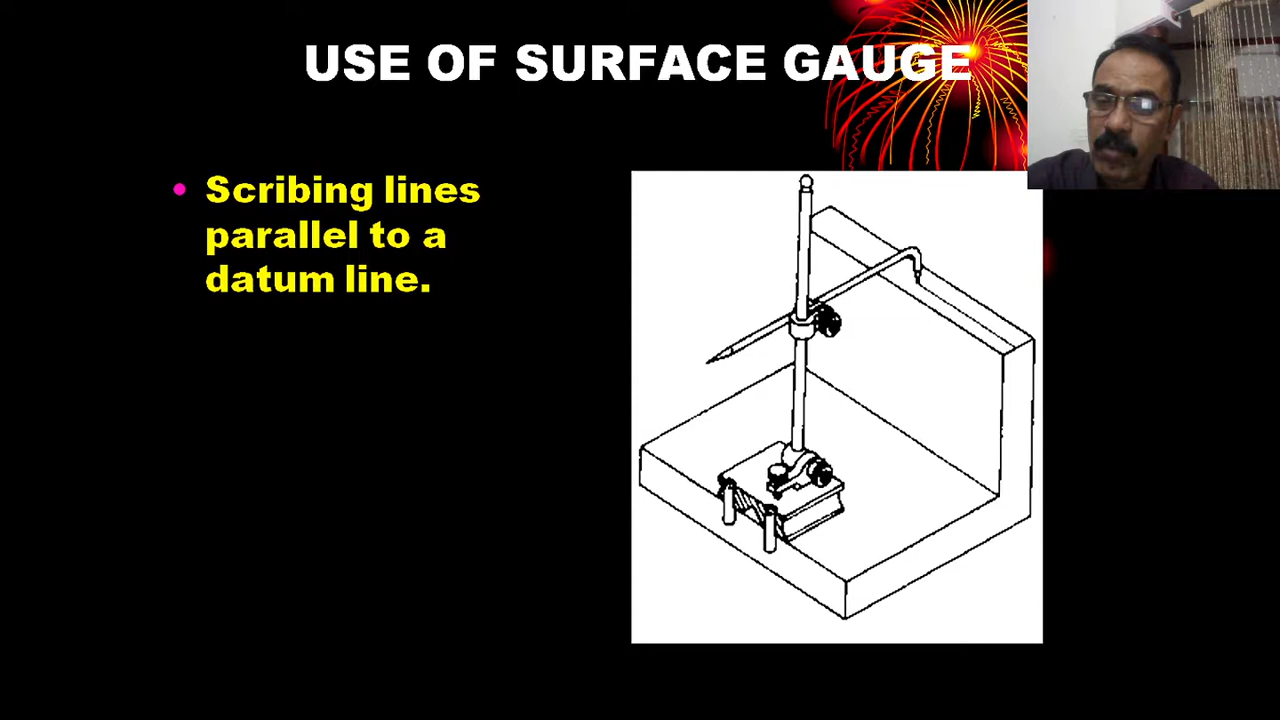 USE OF SURFACE GAUGE
• Scribing lines
parallel to a
datum line.